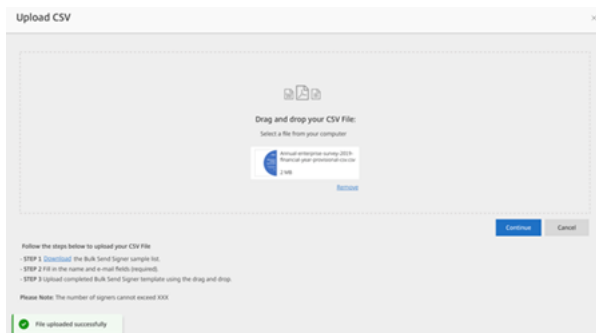 Upload CSV
Drag and drop your CSV File:
Select a file from your computer
Annual-enterprise-survey-2019-
financial-year-provisional-csv.csv
2 MB
Remove
Continue
Cancel
Follow the steps below to upload your CSV File
- STEP 1 Download the Bulk Send Signer sample list.
- STEP 2 Fill in the name and e-mail fields (required).
- STEP 3 Upload completed Bulk Send Signer template using the drag and drop.
Please Note: The number of signers cannot exceed XXX
File uploaded successfully